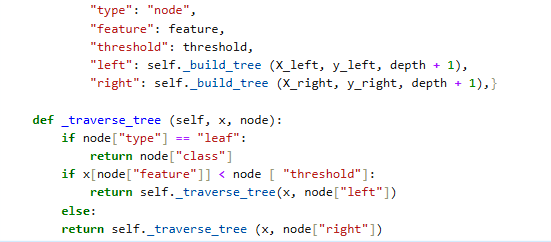 "type": "node",
"feature": feature,
"threshold": threshold,
"left": self._build_tree (X_left, y_left, depth + 1),
"right": self._build_tree (X_right, y_right, depth + 1),}
def _traverse_tree (self, x, node):
if node["type"] == "leaf":
return node["class"]
if x[node["feature"]] < node [ "threshold"]:
return self._traverse_tree(x, node["left"])
else:
return self._traverse_tree (x, node["right"])